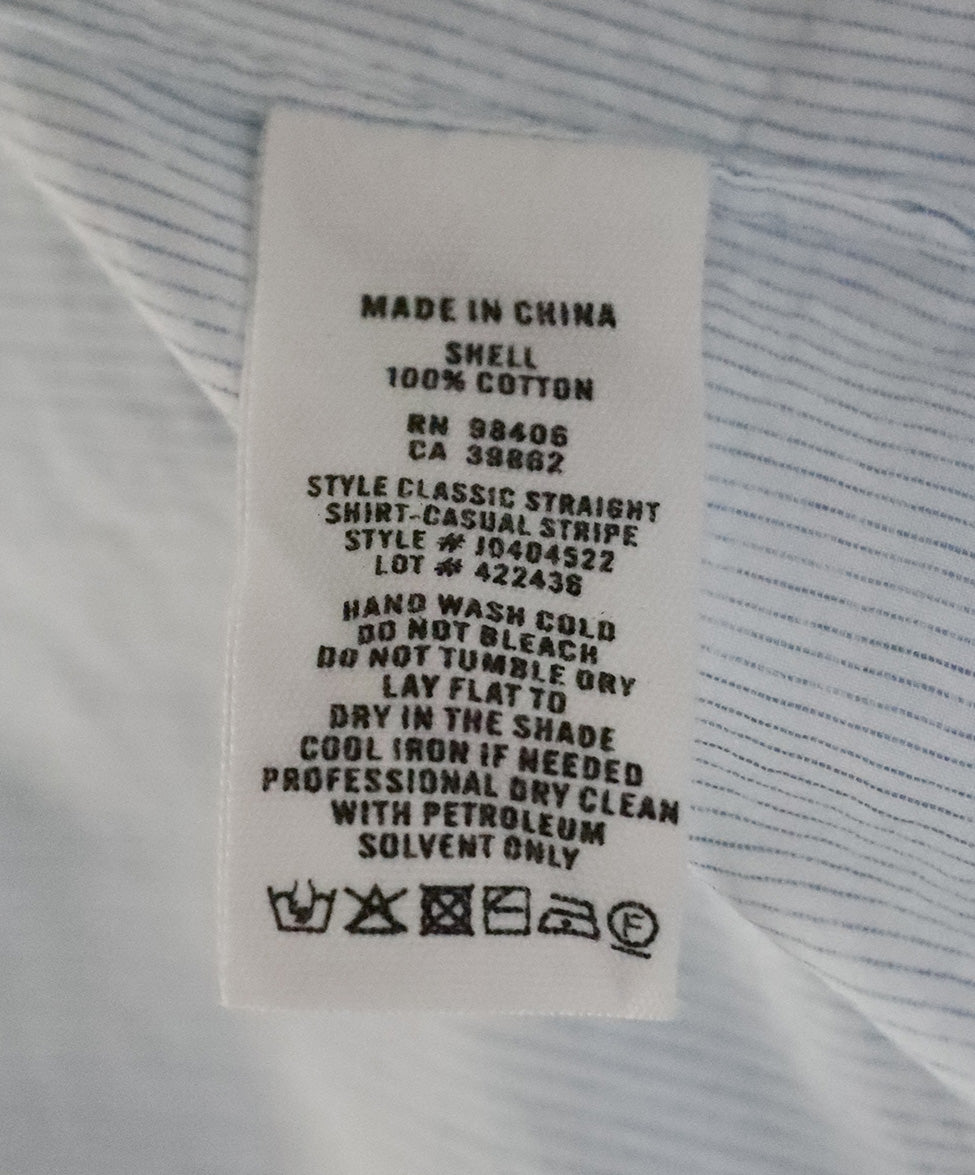 MADE IN CHINA
SHELL
100% COTTON
RN 98406
CA 39862
STYLE CLASSIC STRAIGHT
SHIRT-CASUAL STRIPE
STYLE # J0404522
LOT # 422436
HAND WASH COLD
DO NOT BLEACH
DO NOT TUMBLE DRY
LAY FLAT TO
DRY IN THE SHADE
COOL IRON IF NEEDED
PROFESSIONAL DRY CLEAN
WITH PETROLEUM
SOLVENT ONLY
F